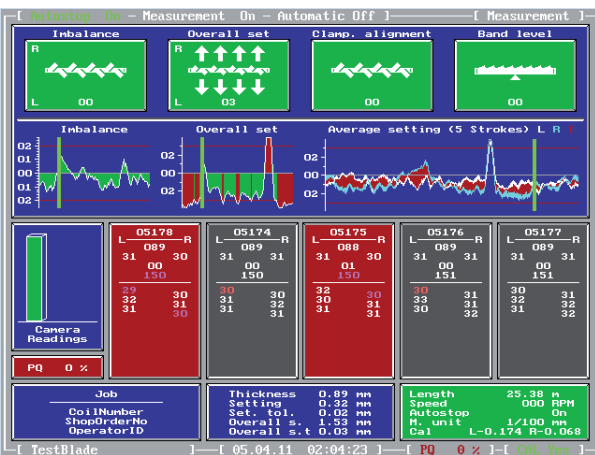 [ Autostop On - Measurement On - Automatic Off ] [ Measurement ]
Imbalance Overall set Clamp. alignment Band level
R R
L 00 L 03 00 00
Imbalance Overall set Average setting (5 Strokes) L R T
02 02 02
01
00 00 00
01
02 02 02
05178 05174 05175 05176 05177
L R L R L R L R L R
089 089 088 089 089
31 30 31 31 31 30 31 31 31 31
00 00 01 00 00
150 150 150 151 151
29 30 30 30 32 30 30 31 30 31
32 31 31 32 30 31 33 31 32 32
31 30 31 31 31 31 31 32 31 32
Camera
Readings
PQ 0 %
Job
CoilNumber
ShopOrderNo
OperatorID
Thickness 0.89 mm
Setting 0.32 mm
Set. tol. 0.02 mm
Overall s. 1.53 mm
Overall s.t 0.03 mm
Length 25.38 m
Speed 000 RPM
Autostop On
M. unit 1/100 mm
Cal L-0.174 R-0.068
[ TestBlade ] [ 05.04.11 02:04:23 ] [ PQ 0 % ] [ Cal Yes ]